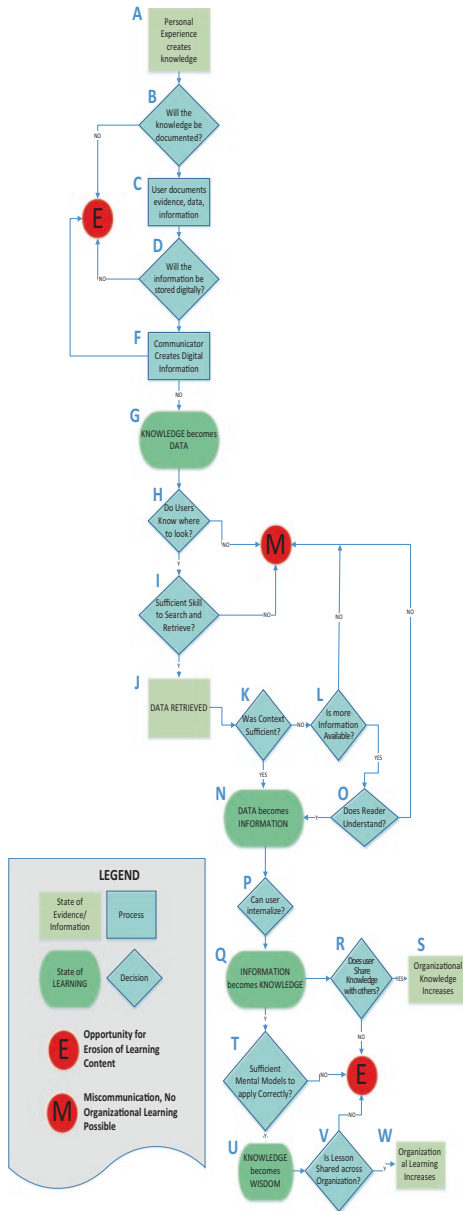 A
Personal
Experience
creates
knowledge
B
Will the
knowledge be
documented?
NO
C
User documents
evidence, data,
information
E
D
Will the
information be
stored digitally?
NO
F
Communicator
Creates Digital
Information
NO
G
KNOWLEDGE becomes
DATA
H
Do Users
Know where
to look?
NO
M
Y
I
Sufficient Skill
to Search and
Retrieve?
NO
NO
NO
Y
J
DATA RETRIEVED
K
Was Context
Sufficient?
NO
L
Is more
Information
Available?
YES
YES
N
DATA becomes
INFORMATION
Y
O
Does Reader
Understand?
P
Can user
internalize?
Q
INFORMATION
becomes KNOWLEDGE
R
Does user
Share Knowledge
with others?
YES
S
Organizational
Knowledge
Increases
Y
NO
T
Sufficient
Mental Models to
apply Correctly?
NO
E
NO
Y
U
KNOWLEDGE
becomes
WISDOM
V
Is Lesson
Shared across
Organization?
Y
W
Organization
al Learning
Increases
LEGEND
State of
Evidence/
Information
Process
State of
LEARNING
Decision
E
Opportunity for
Erosion of Learning
Content
M
Miscommunication, No
Organizational Learning
Possible